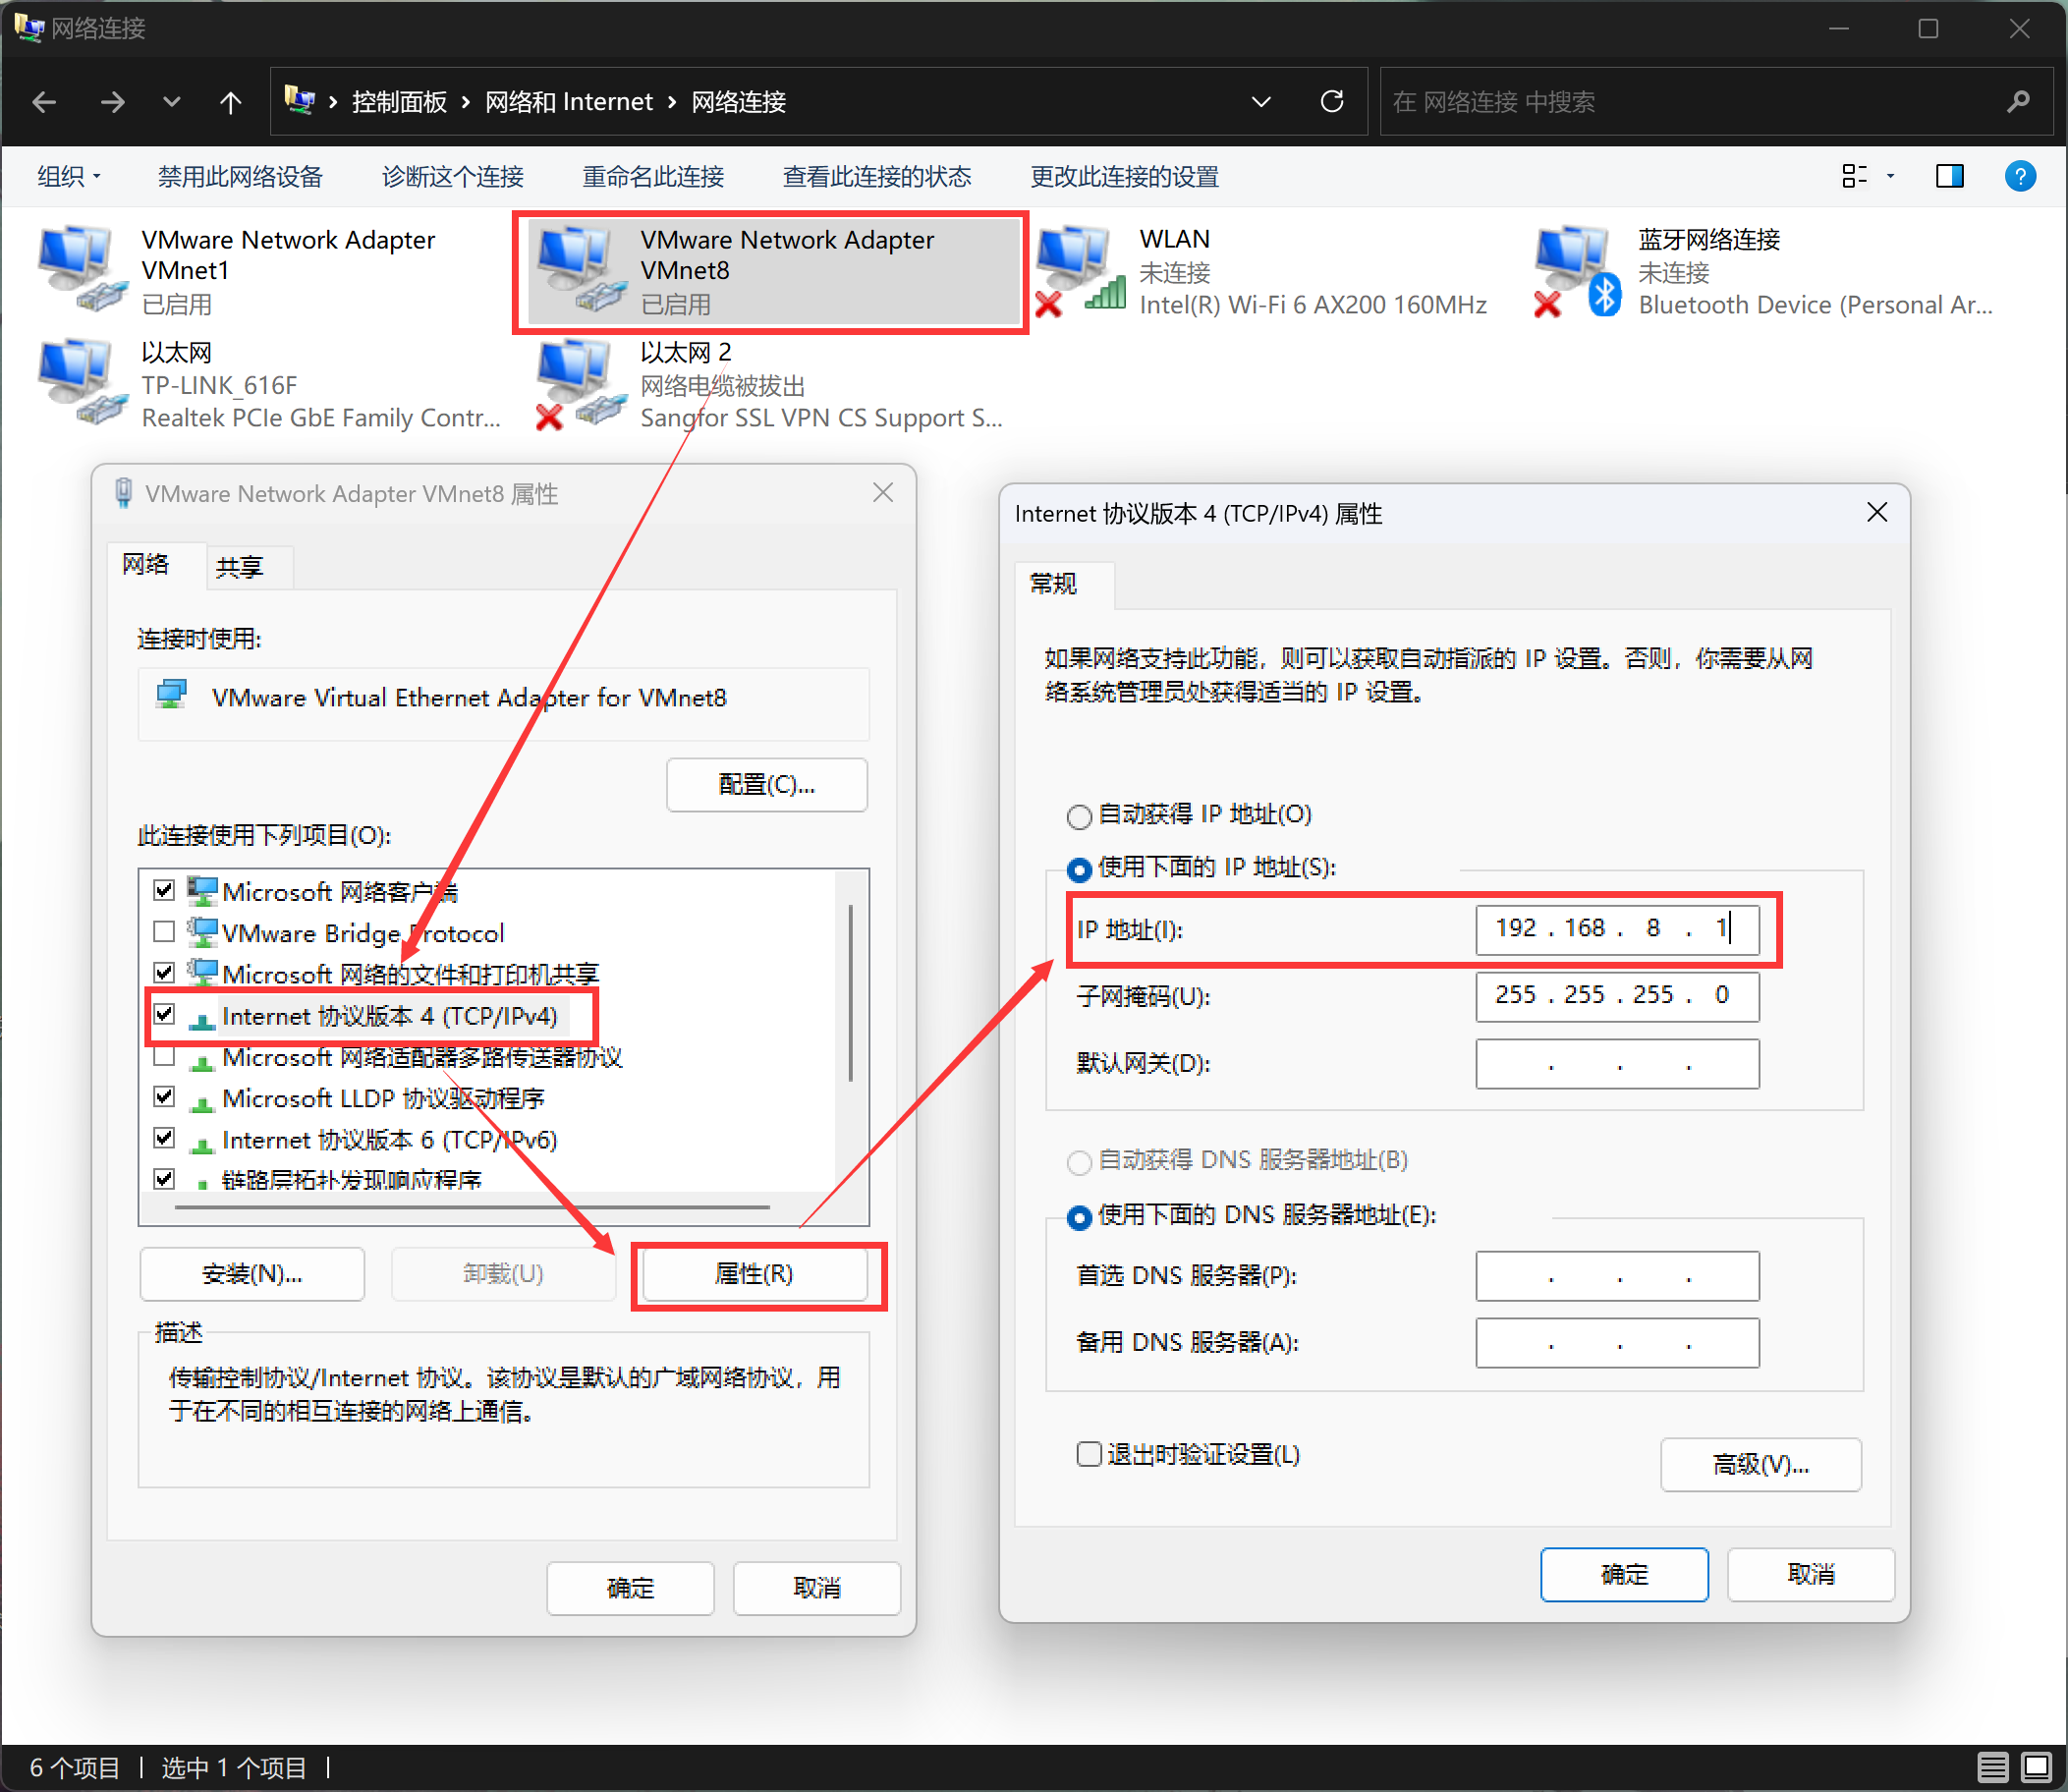 网络连接
控制面板 › 网络和 Internet › 网络连接
在 网络连接 中搜索
组织
禁用此网络设备
诊断这个连接
重命名此连接
查看此连接的状态
更改此连接的设置
VMware Network Adapter
VMnet1
已启用
VMware Network Adapter
VMnet8
已启用
WLAN
未连接
Intel(R) Wi-Fi 6 AX200 160MHz
蓝牙网络连接
未连接
Bluetooth Device (Personal Ar...
以太网
TP-LINK_616F
Realtek PCIe GbE Family Contr...
以太网 2
网络电缆被拔出
Sangfor SSL VPN CS Support S...
VMware Network Adapter VMnet8 属性
网络
共享
连接时使用:
VMware Virtual Ethernet Adapter for VMnet8
配置(C)...
此连接使用下列项目(O):
Microsoft 网络客户端
VMware Bridge Protocol
Microsoft 网络的文件和打印机共享
Internet 协议版本 4 (TCP/IPv4)
Microsoft 网络适配器多路传送器协议
Microsoft LLDP 协议驱动程序
Internet 协议版本 6 (TCP/IPv6)
链路层拓扑发现响应程序
安装(N)...
卸载(U)
属性(R)
描述
传输控制协议/Internet 协议。该协议是默认的广域网络协议，用
于在不同的相互连接的网络上通信。
确定
取消
Internet 协议版本 4 (TCP/IPv4) 属性
常规
如果网络支持此功能，则可以获取自动指派的 IP 设置。否则，你需要从网
络系统管理员处获得适当的 IP 设置。
自动获得 IP 地址(O)
使用下面的 IP 地址(S):
IP 地址(I):
192 . 168 . 8 . 1
子网掩码(U):
255 . 255 . 255 . 0
默认网关(D):
. . .
自动获得 DNS 服务器地址(B)
使用下面的 DNS 服务器地址(E):
首选 DNS 服务器(P):
. . .
备用 DNS 服务器(A):
. . .
退出时验证设置(L)
高级(V)...
确定
取消
6 个项目
选中 1 个项目